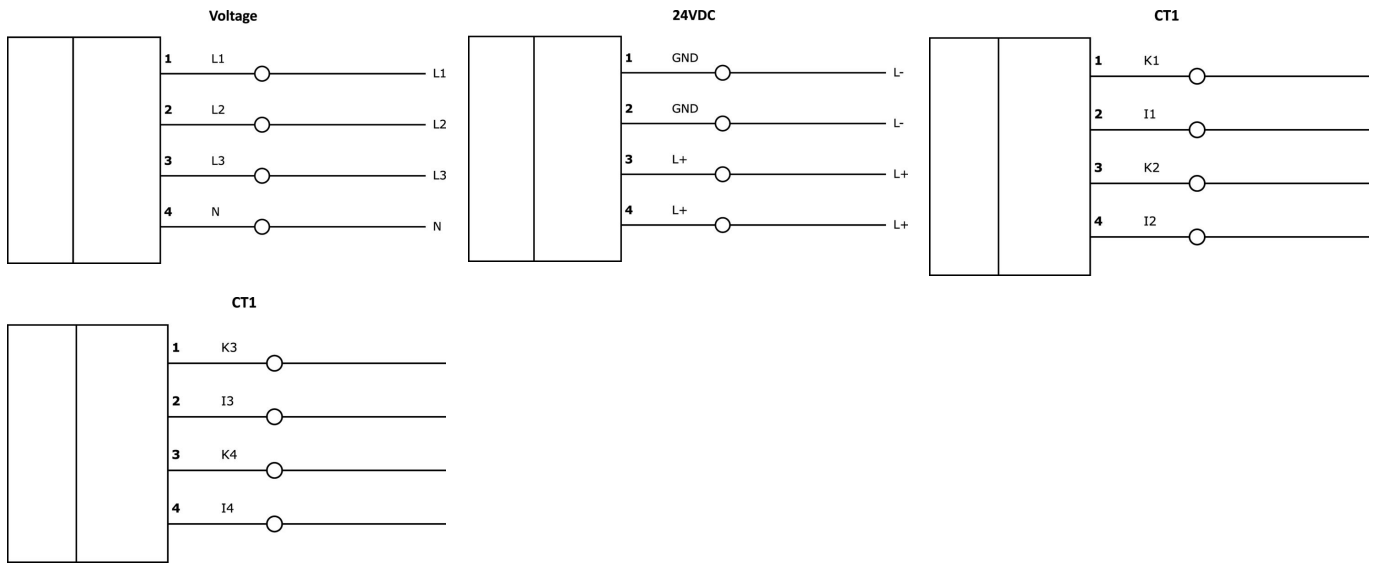 Voltage
1 L1 L1
2 L2 L2
3 L3 L3
4 N N
24VDC
1 GND L-
2 GND L-
3 L+ L+
4 L+ L+
CT1
1 K1
2 I1
3 K2
4 I2
CT1
1 K3
2 I3
3 K4
4 I4